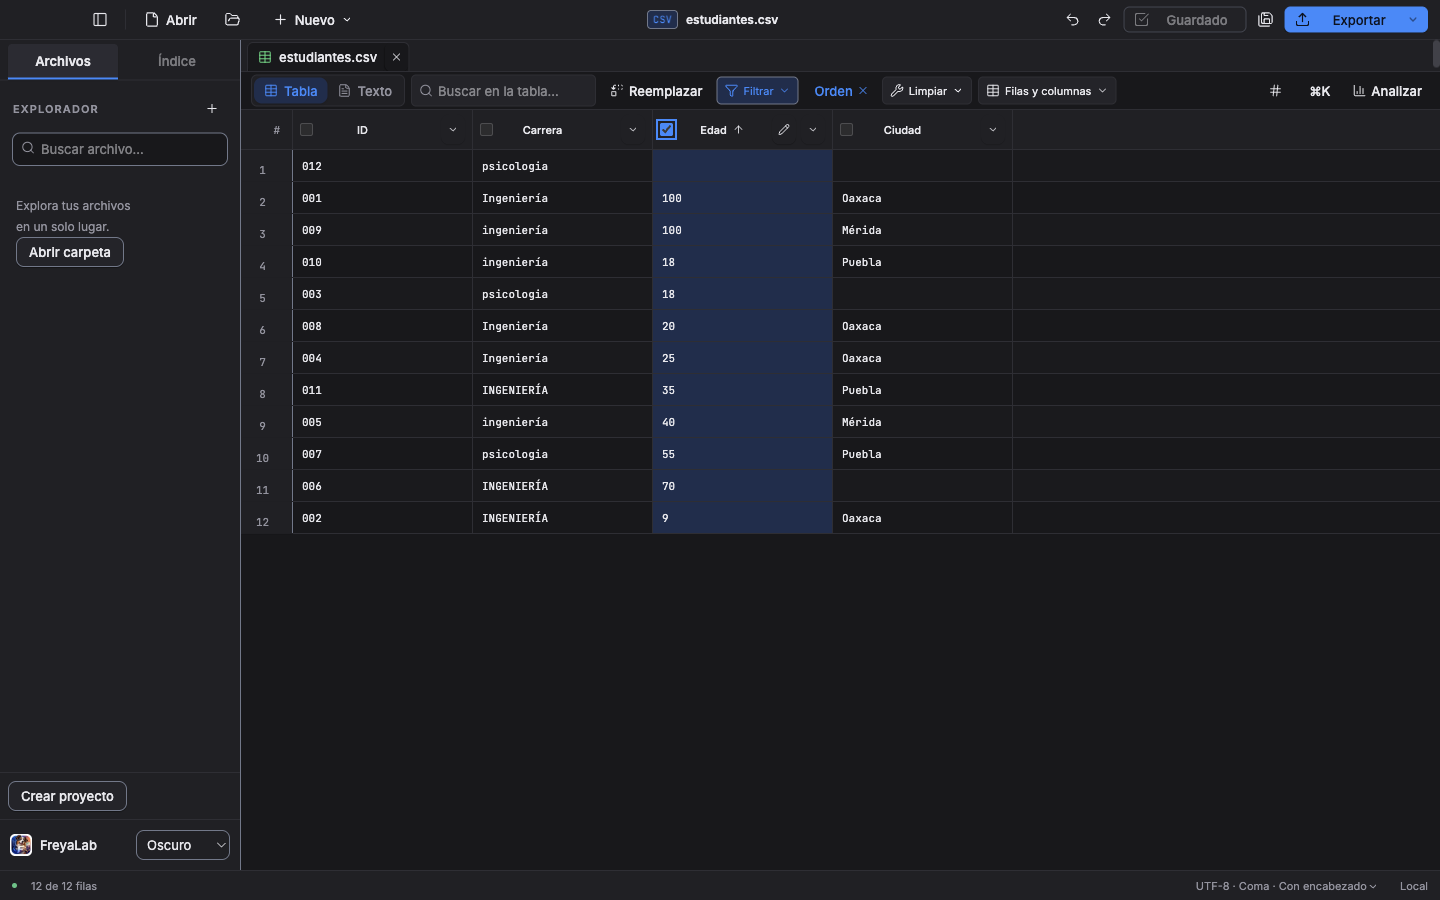 Abrir
Nuevo
CSV estudiantes.csv
Guardado
Exportar
Archivos Índice
estudiantes.csv
Tabla Texto Buscar en la tabla... Reemplazar Filtrar Orden Limpiar Filas y columnas # ⌘K Analizar
EXPLORADOR
Buscar archivo...
Explora tus archivos
en un solo lugar.
Abrir carpeta
# ID Carrera Edad Ciudad
1 012 psicologia
2 001 Ingeniería 100 Oaxaca
3 009 ingeniería 100 Mérida
4 010 ingeniería 18 Puebla
5 003 psicologia 18
6 008 Ingeniería 20 Oaxaca
7 004 Ingeniería 25 Oaxaca
8 011 INGENIERÍA 35 Puebla
9 005 ingeniería 40 Mérida
10 007 psicologia 55 Puebla
11 006 INGENIERÍA 70
12 002 INGENIERÍA 9 Oaxaca
Crear proyecto
FreyaLab Oscuro
12 de 12 filas
UTF-8 · Coma · Con encabezado
Local